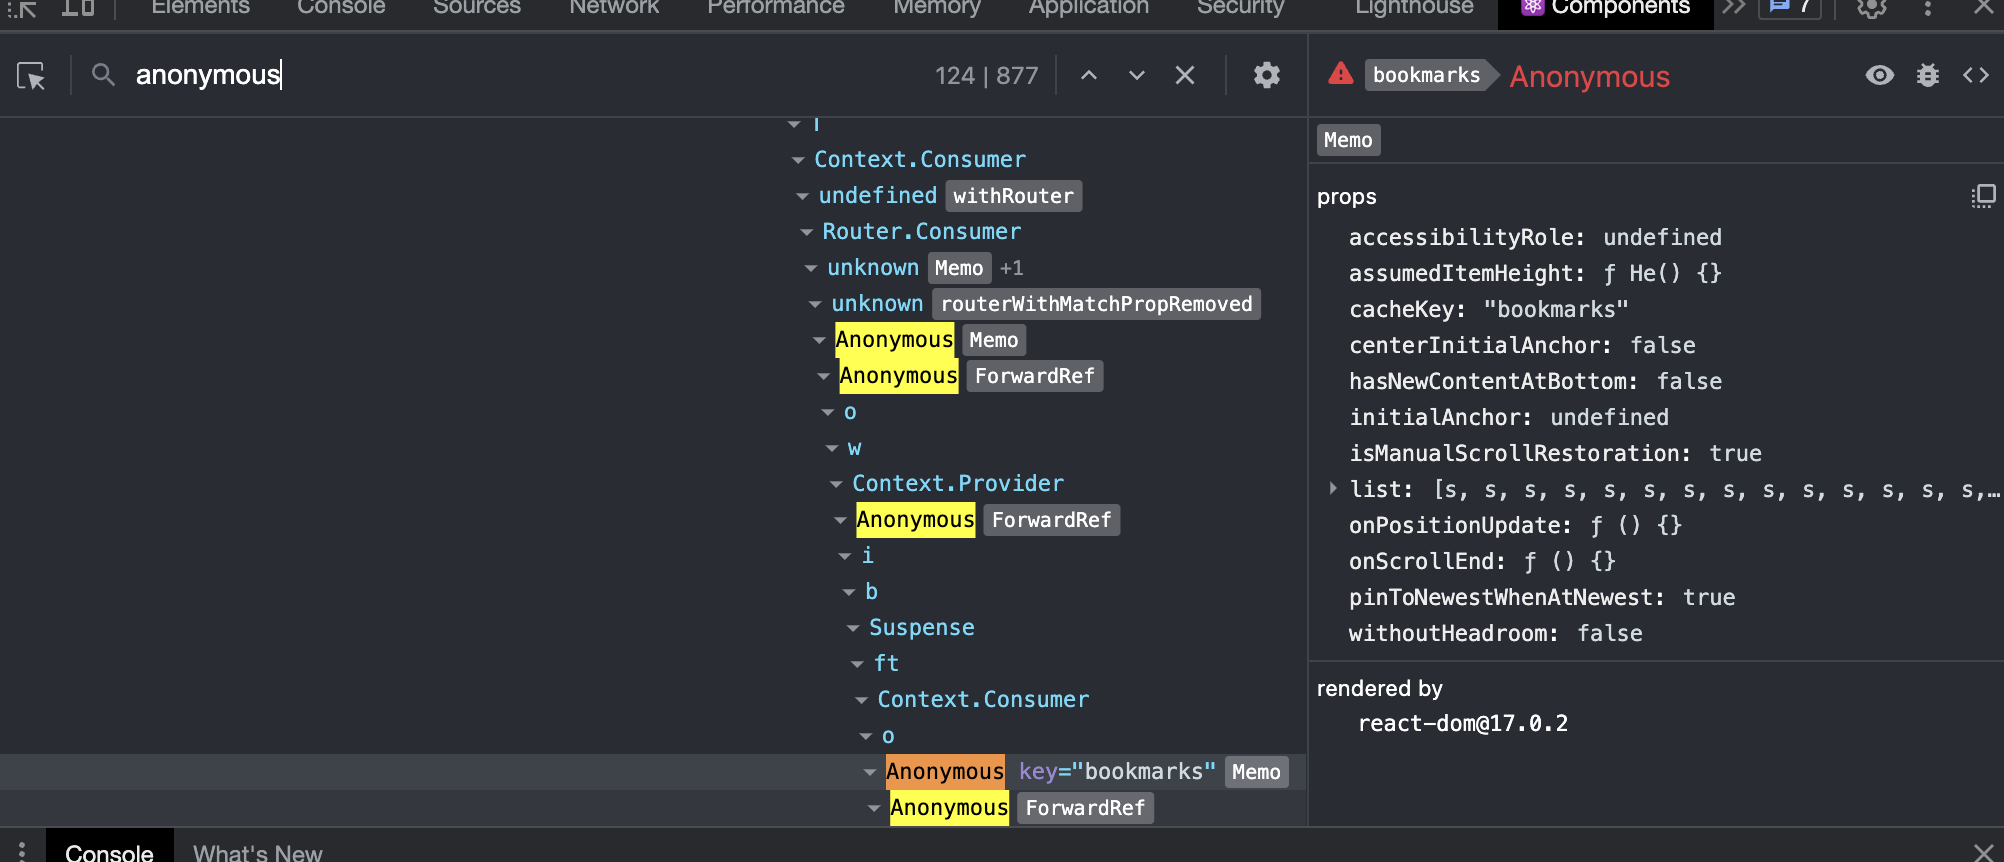 Elements Console Sources Network Performance Memory Application Security Lighthouse Components 7
anonymous 124 | 877
bookmarks Anonymous
Memo
Context.Consumer
undefined withRouter
Router.Consumer
unknown Memo +1
unknown routerWithMatchPropRemoved
Anonymous Memo
Anonymous ForwardRef
o
w
Context.Provider
Anonymous ForwardRef
i
b
Suspense
ft
Context.Consumer
o
Anonymous key="bookmarks" Memo
Anonymous ForwardRef
props
accessibilityRole: undefined
assumedItemHeight: ƒ He() {}
cacheKey: "bookmarks"
centerInitialAnchor: false
hasNewContentAtBottom: false
initialAnchor: undefined
isManualScrollRestoration: true
list: [s, s, s, s, s, s, s, s, s, s, s, s, s, s,…
onPositionUpdate: ƒ () {}
onScrollEnd: ƒ () {}
pinToNewestWhenAtNewest: true
withoutHeadroom: false
rendered by
react-dom@17.0.2
Console What's New